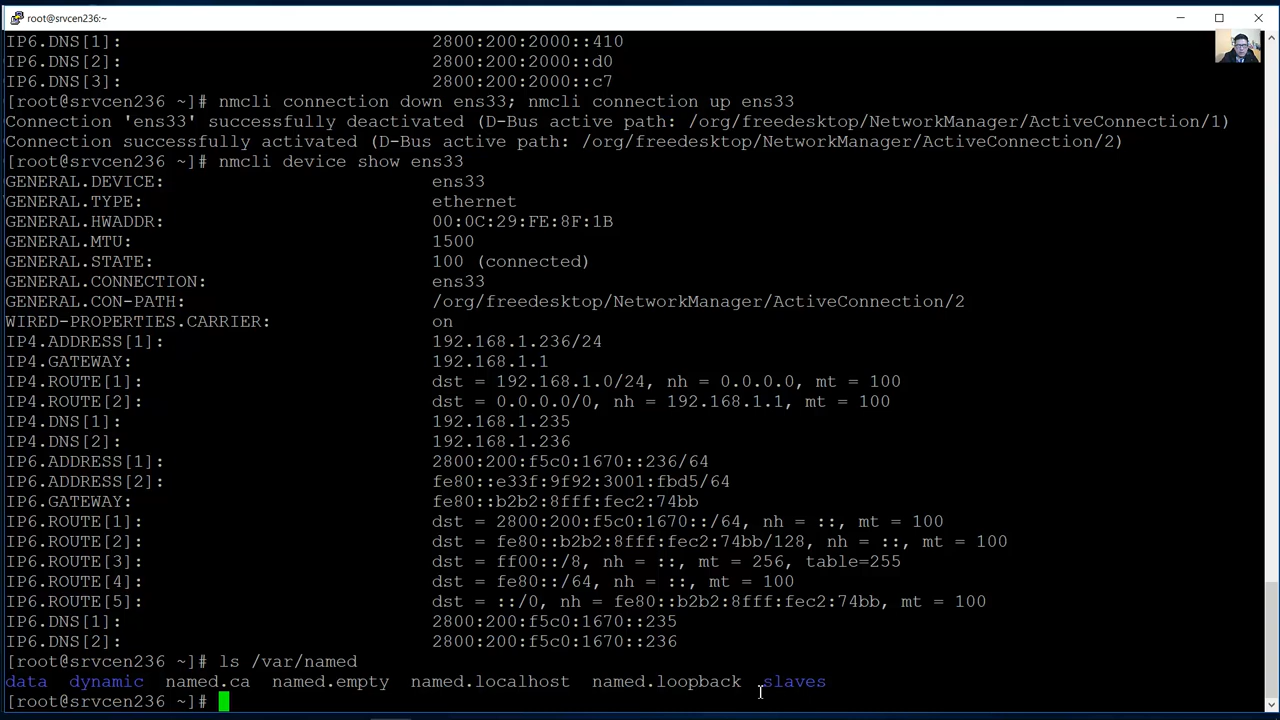 root@srvcen236:~
IP6.DNS[1]: 2800:200:2000::410
IP6.DNS[2]: 2800:200:2000::d0
IP6.DNS[3]: 2800:200:2000::c7
[root@srvcen236 ~]# nmcli connection down ens33; nmcli connection up ens33
Connection 'ens33' successfully deactivated (D-Bus active path: /org/freedesktop/NetworkManager/ActiveConnection/1)
Connection successfully activated (D-Bus active path: /org/freedesktop/NetworkManager/ActiveConnection/2)
[root@srvcen236 ~]# nmcli device show ens33
GENERAL.DEVICE: ens33
GENERAL.TYPE: ethernet
GENERAL.HWADDR: 00:0C:29:FE:8F:1B
GENERAL.MTU: 1500
GENERAL.STATE: 100 (connected)
GENERAL.CONNECTION: ens33
GENERAL.CON-PATH: /org/freedesktop/NetworkManager/ActiveConnection/2
WIRED-PROPERTIES.CARRIER: on
IP4.ADDRESS[1]: 192.168.1.236/24
IP4.GATEWAY: 192.168.1.1
IP4.ROUTE[1]: dst = 192.168.1.0/24, nh = 0.0.0.0, mt = 100
IP4.ROUTE[2]: dst = 0.0.0.0/0, nh = 192.168.1.1, mt = 100
IP4.DNS[1]: 192.168.1.235
IP4.DNS[2]: 192.168.1.236
IP6.ADDRESS[1]: 2800:200:f5c0:1670::236/64
IP6.ADDRESS[2]: fe80::e33f:9f92:3001:fbd5/64
IP6.GATEWAY: fe80::b2b2:8fff:fec2:74bb
IP6.ROUTE[1]: dst = 2800:200:f5c0:1670::/64, nh = ::, mt = 100
IP6.ROUTE[2]: dst = fe80::b2b2:8fff:fec2:74bb/128, nh = ::, mt = 100
IP6.ROUTE[3]: dst = ff00::/8, nh = ::, mt = 256, table=255
IP6.ROUTE[4]: dst = fe80::/64, nh = ::, mt = 100
IP6.ROUTE[5]: dst = ::/0, nh = fe80::b2b2:8fff:fec2:74bb, mt = 100
IP6.DNS[1]: 2800:200:f5c0:1670::235
IP6.DNS[2]: 2800:200:f5c0:1670::236
[root@srvcen236 ~]# ls /var/named
data dynamic named.ca named.empty named.localhost named.loopback slaves
[root@srvcen236 ~]#